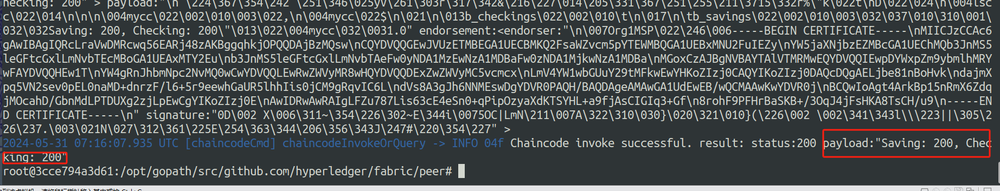 necking: 200" > payload:"\n \224\367\354\242 \251\346\025yv\261\303r\317\342&\216\227\014\205\331\367\251\255\211\3715\332r%\"k\022t\nD\022\024\n\004lsc
c\022\014\n\n\n\004mycc\022\002\010\003\022,\n\004mycc\022$\n\021\n\013b_checkings\022\002\010\t\n\017\n\tb_savings\022\002\010\003\032\037\010\310\001\
032\032Saving: 200, Checking: 200\"\013\022\004mycc\032\0031.0" endorsement:<endorser:"\n\007Org1MSP\022\246\006-----BEGIN CERTIFICATE-----\nMIICJzCCAc6
gAwIBAgIQRcLraVwDMRcwq56EARj48zAKBggqhkjOPQQDAjBzMQsw\nCQYDVQQGEwJVUzETMBEGA1UECBMKQ2FsaWZvcm5pYTEWMBQGA1UEBxMNU2FuIEZy\nYW5jaXNjbzEZMBcGA1UEChMQb3JnMS5
leGFtcGxlLmNvbTEcMBoGA1UEAxMTY2Eu\nb3JnMS5leGFtcGxlLmNvbTAeFw0yNDA1MzEwNzA1MDBaFw0zNDA1MjkwNzA1MDBa\nMGoxCzAJBgNVBAYTAlVTMRMwEQYDVQQIEwpDYWxpZm9ybmlhMRY
wFAYDVQQHEw1T\nYW4gRnJhbmNpc2NvMQ0wCwYDVQQLEwRwZWVyMR8wHQYDVQQDExZwZWVyMC5vcmcx\nLmV4YW1wbGUuY29tMFkwEwYHKoZIzj0CAQYIKoZIzj0DAQcDQgAELjbe81nBoHvk\ndajmX
pq5VN2sev0pEL0naMD+dnrzF/l6+5r9eewhGaUR5lhhIis0jCM9gRqvIC6L\ndVs8A3gJh6NNMEswDgYDVR0PAQH/BAQDAgeAMAwGA1UdEwEB/wQCMAAwKwYDVR0j\nBCQwIoAgt4ArkBp15nRmX6Zdq
jMOcahD/GbnMdLPTDUXg2zjLpEwCgYIKoZIzj0E\nAwIDRwAwRAIgLFZu787Lis63cE4eSn0+qPipOzyaXdKTSYHL+a9fjAsCIGIq3+Gf\n8rohF9PFHrBaSKB+/3OqJ4jFsHKA8TsCH/u9\n-----EN
D CERTIFICATE-----\n" signature:"0D\002 X\006\311~\354\226\302~E\344i\0075OC|LmN\211\007A\322\310\030}\020\321\010}(\226\002 \002\341\343l\\\223||\305\2
26\237.\003\021N\027\312\361\225E\254\363\344\206\356\343J\247#\220\354\227" >
2024-05-31 07:16:07.935 UTC [chaincodeCmd] chaincodeInvokeOrQuery -> INFO 04f Chaincode invoke successful. result: status:200 payload:"Saving: 200, Chec
king: 200"
root@3cce794a3d61:/opt/gopath/src/github.com/hyperledger/fabric/peer#